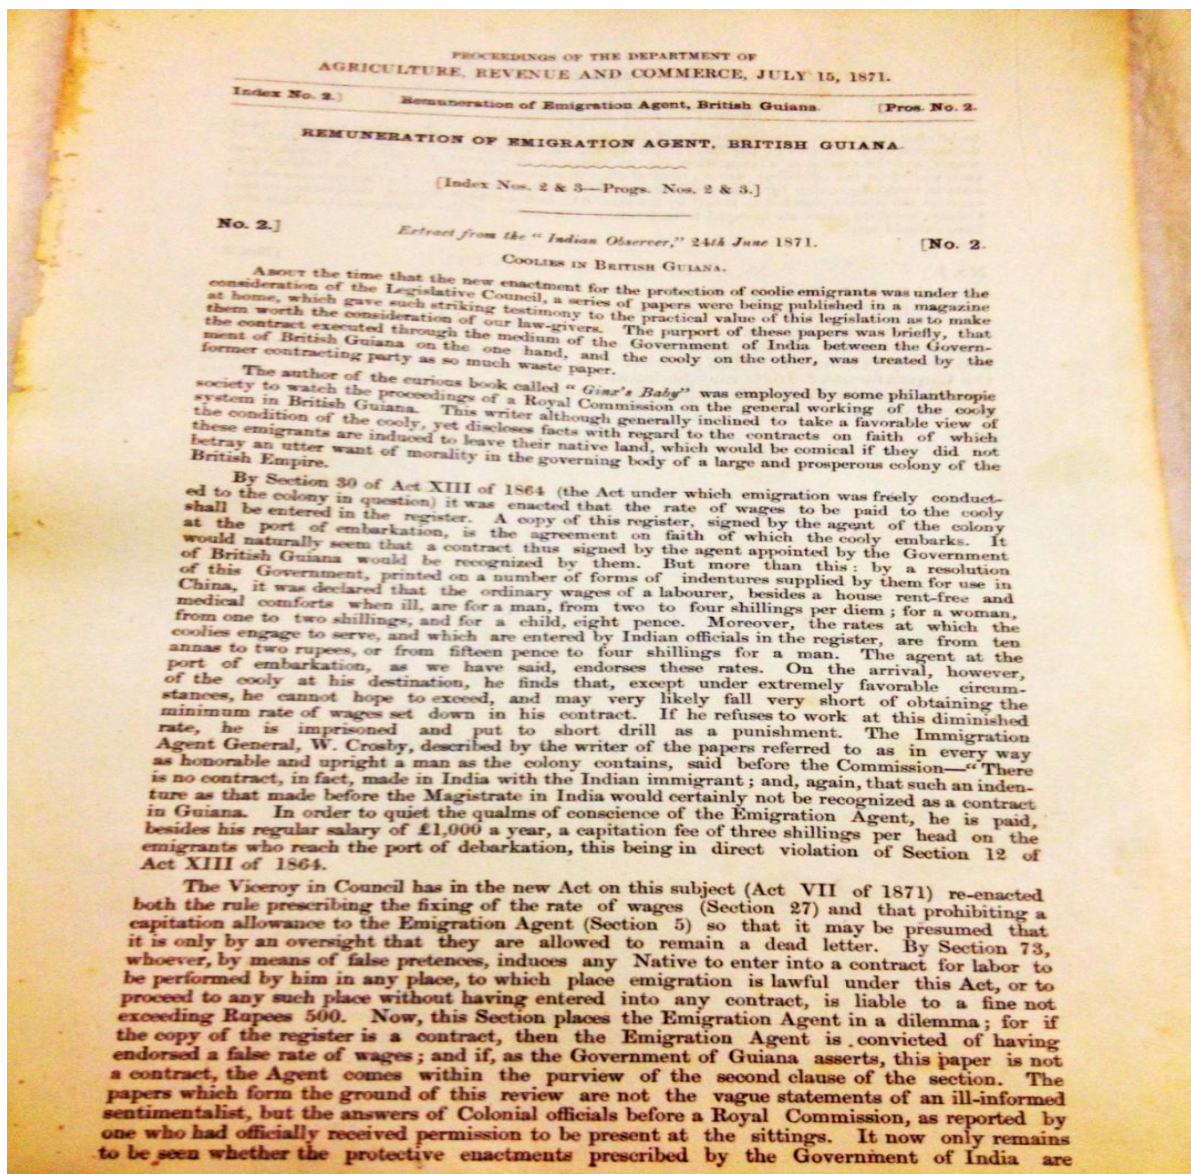 PROCEEDINGS OF THE DEPARTMENT OF
AGRICULTURE, REVENUE AND COMMERCE, JULY 15, 1871.
Index No. 2.] Remuneration of Emigration Agent, British Guiana. [Pros. No. 2.
REMUNERATION OF EMIGRATION AGENT, BRITISH GUIANA.
[Index Nos. 2 & 3—Progs. Nos. 2 & 3.]
No. 2.] Extract from the “Indian Observer,” 24th June 1871. [No. 2.
COOLIES IN BRITISH GUIANA.
ABOUT the time that the new enactment for the protection of coolie emigrants was under the
consideration of the Legislative Council, a series of papers were being published in a magazine
at home, which gave such striking testimony to the practical value of this legislation as to make
them worth the consideration of our law-givers. The purport of these papers was briefly, that
the contract executed through the medium of the Government of India between the Govern-
ment of British Guiana on the one hand, and the cooly on the other, was treated by the
former contracting party as so much waste paper.
The author of the curious book called “Ginx's Baby” was employed by some philanthropic
society to watch the proceedings of a Royal Commission on the general working of the cooly
system in British Guiana. This writer although generally inclined to take a favorable view of
the condition of the cooly, yet discloses facts with regard to the contracts on faith of which
these emigrants are induced to leave their native land, which would be comical if they did not
betray an utter want of morality in the governing body of a large and prosperous colony of the
British Empire.
By Section 30 of Act XIII of 1864 (the Act under which emigration was freely conduct-
ed to the colony in question) it was enacted that the rate of wages to be paid to the cooly
shall be entered in the register. A copy of this register, signed by the agent of the colony
at the port of embarkation, is the agreement on faith of which the cooly embarks. It
would naturally seem that a contract thus signed by the agent appointed by the Government
of British Guiana would be recognized by them. But more than this: by a resolution
of this Government, printed on a number of forms of indentures supplied by them for use in
China, it was declared that the ordinary wages of a labourer, besides a house rent-free and
medical comforts when ill, are for a man, from two to four shillings per diem; for a woman,
from one to two shillings, and for a child, eight pence. Moreover, the rates at which the
coolies engage to serve, and which are entered by Indian officials in the register, are from ten
annas to two rupees, or from fifteen pence to four shillings for a man. The agent at the
port of embarkation, as we have said, endorses these rates. On the arrival, however,
of the cooly at his destination, he finds that, except under extremely favorable circum-
stances, he cannot hope to exceed, and may very likely fall very short of obtaining the
minimum rate of wages set down in his contract. If he refuses to work at this diminished
rate, he is imprisoned and put to short drill as a punishment. The Immigration
Agent General, W. Crosby, described by the writer of the papers referred to as in every way
as honorable and upright a man as the colony contains, said before the Commission—“There
is no contract, in fact, made in India with the Indian immigrant; and, again, that such an inden-
ture as that made before the Magistrate in India would certainly not be recognized as a contract
in Guiana. In order to quiet the qualms of conscience of the Emigration Agent, he is paid,
besides his regular salary of £1,000 a year, a capitation fee of three shillings per head on the
emigrants who reach the port of debarkation, this being in direct violation of Section 12 of
Act XIII of 1864.
The Viceroy in Council has in the new Act on this subject (Act VII of 1871) re-enacted
both the rule prescribing the fixing of the rate of wages (Section 27) and that prohibiting a
capitation allowance to the Emigration Agent (Section 5) so that it may be presumed that
it is only by an oversight that they are allowed to remain a dead letter. By Section 73,
whoever, by means of false pretences, induces any Native to enter into a contract for labor to
be performed by him in any place, to which place emigration is lawful under this Act, or to
proceed to any such place without having entered into any contract, is liable to a fine not
exceeding Rupees 500. Now, this Section places the Emigration Agent in a dilemma; for if
the copy of the register is a contract, then the Emigration Agent is convicted of having
endorsed a false rate of wages; and if, as the Government of Guiana asserts, this paper is not
a contract, the Agent comes within the purview of the second clause of the section. The
papers which form the ground of this review are not the vague statements of an ill-informed
sentimentalist, but the answers of Colonial officials before a Royal Commission, as reported by
one who had officially received permission to be present at the sittings. It now only remains
to be seen whether the protective enactments prescribed by the Government of India are